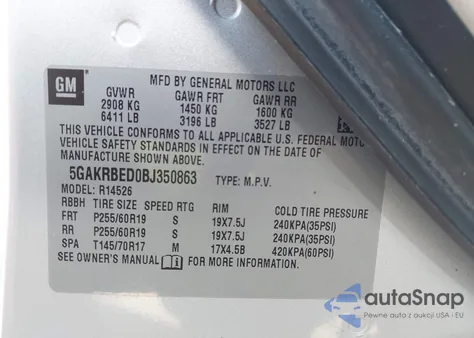 GM
MFD BY GENERAL MOTORS LLC
GVWR GAWR FRT GAWR RR
2908 KG 1450 KG 1600 KG
6411 LB 3196 LB 3527 LB
THIS VEHICLE CONFORMS TO ALL APPLICABLE U.S. FEDERAL MOTOR
VEHICLE SAFETY STANDARDS IN EFFECT ON THE DATE OF
MANUFACTURE SHOWN ABOVE.
5GAKRBED0BJ350863 TYPE: M.P.V.
MODEL: R14526
RBBH TIRE SIZE SPEED RTG RIM COLD TIRE PRESSURE
FRT P255/60R19 S 19X7.5J 240KPA(35PSI)
RR P255/60R19 S 19X7.5J 240KPA(35PSI)
SPA T145/70R17 M 17X4.5B 420KPA(60PSI)
SEE OWNER'S MANUAL FOR MORE INFORMATION.
autaSnap
Pewne auta z aukcji USA i EU